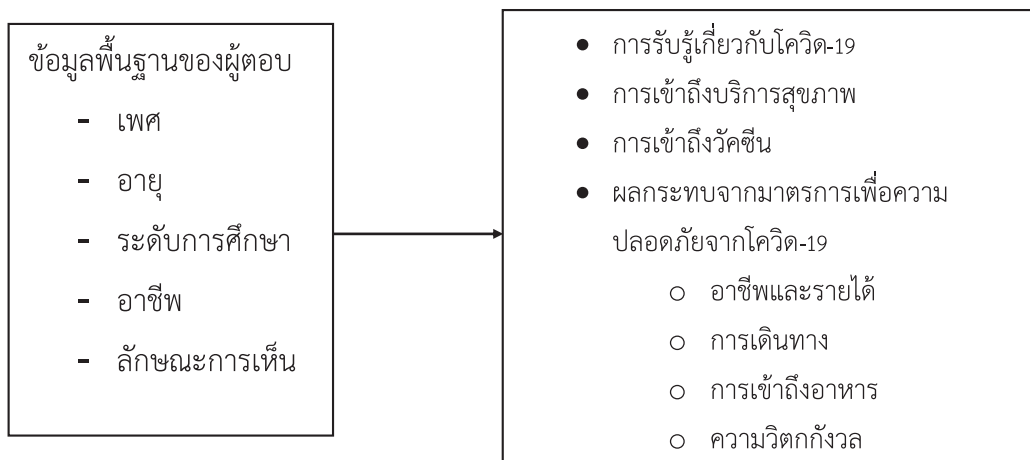 ข้อมูลพื้นฐานของผู้ตอบ
- เพศ
- อายุ
- ระดับการศึกษา
- อาชีพ
- ลักษณะการเห็น
● การรับรู้เกี่ยวกับโควิด-19
● การเข้าถึงบริการสุขภาพ
● การเข้าถึงวัคซีน
● ผลกระทบจากมาตรการเพื่อความ
ปลอดภัยจากโควิด-19
○ อาชีพและรายได้
○ การเดินทาง
○ การเข้าถึงอาหาร
○ ความวิตกกังวล